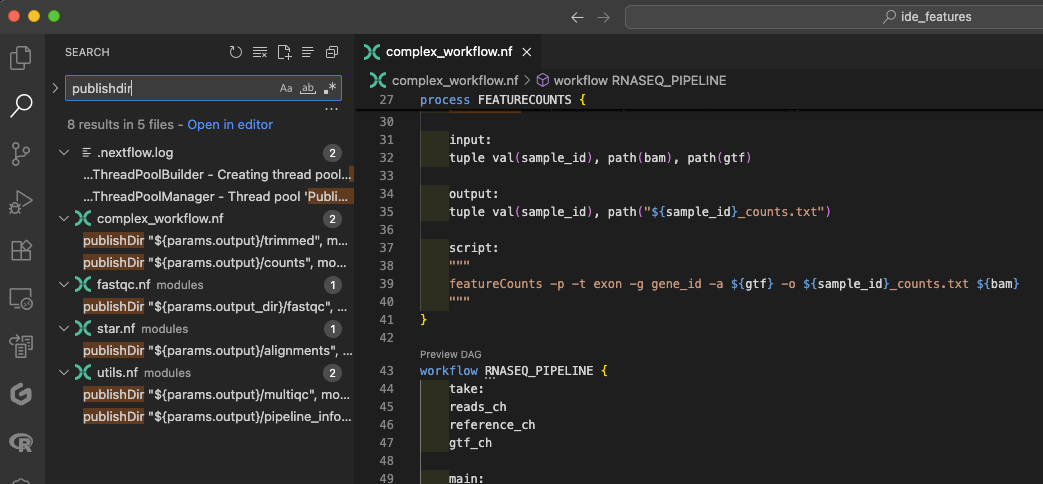 ide_features
SEARCH
publishdir
Aa ab .*
8 results in 5 files - Open in editor
.nextflow.log 2
...ThreadPoolBuilder - Creating thread pool...
...ThreadPoolManager - Thread pool 'Publi...
complex_workflow.nf 2
publishDir "${params.output}/trimmed", m...
publishDir "${params.output}/counts", mo...
fastqc.nf modules 1
publishDir "${params.output_dir}/fastqc", ...
star.nf modules 1
publishDir "${params.output}/alignments", ...
utils.nf modules 2
publishDir "${params.output}/multiqc", mo...
publishDir "${params.output}/pipeline_info...
complex_workflow.nf
complex_workflow.nf > workflow RNASEQ_PIPELINE
27 process FEATURECOUNTS {
30
31 input:
32 tuple val(sample_id), path(bam), path(gtf)
33
34 output:
35 tuple val(sample_id), path("${sample_id}_counts.txt")
36
37 script:
38 """
39 featureCounts -p -t exon -g gene_id -a ${gtf} -o ${sample_id}_counts.txt ${bam}
40 """
41 }
42
Preview DAG
43 workflow RNASEQ_PIPELINE {
44 take:
45 reads_ch
46 reference_ch
47 gtf_ch
48
49 main: